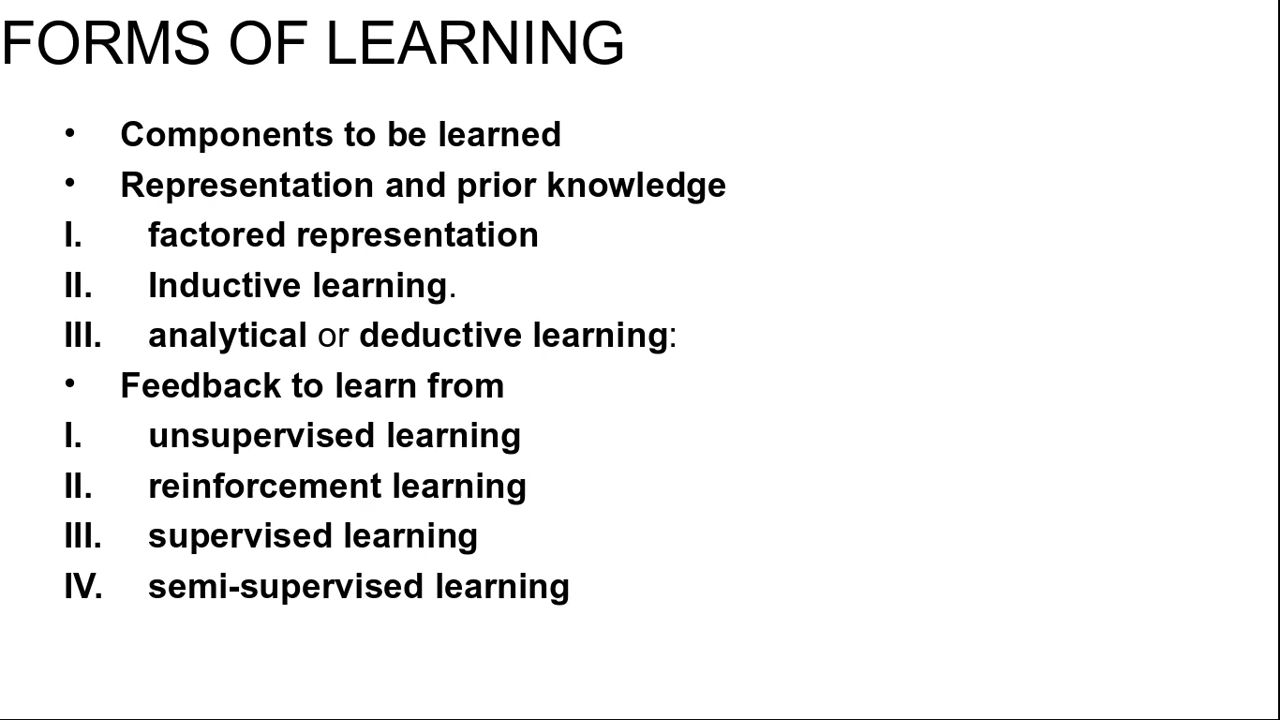 FORMS OF LEARNING
• Components to be learned
• Representation and prior knowledge
I. factored representation
II. Inductive learning.
III. analytical or deductive learning:
• Feedback to learn from
I. unsupervised learning
II. reinforcement learning
III. supervised learning
IV. semi-supervised learning